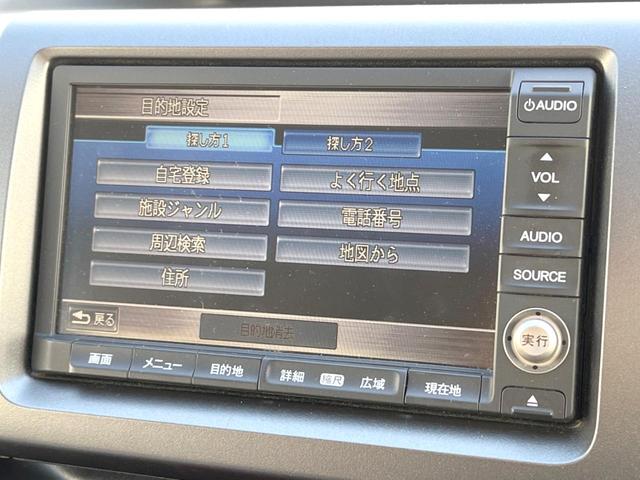 目的地設定
探し方1 探し方2
自宅登録 よく行く地点
施設ジャンル 電話番号
周辺検索 地図から
住所
戻る 目的地消去
画面 メニュー 目的地 詳細 縮尺 広域 現在地
AUDIO
VOL
AUDIO
SOURCE
実行